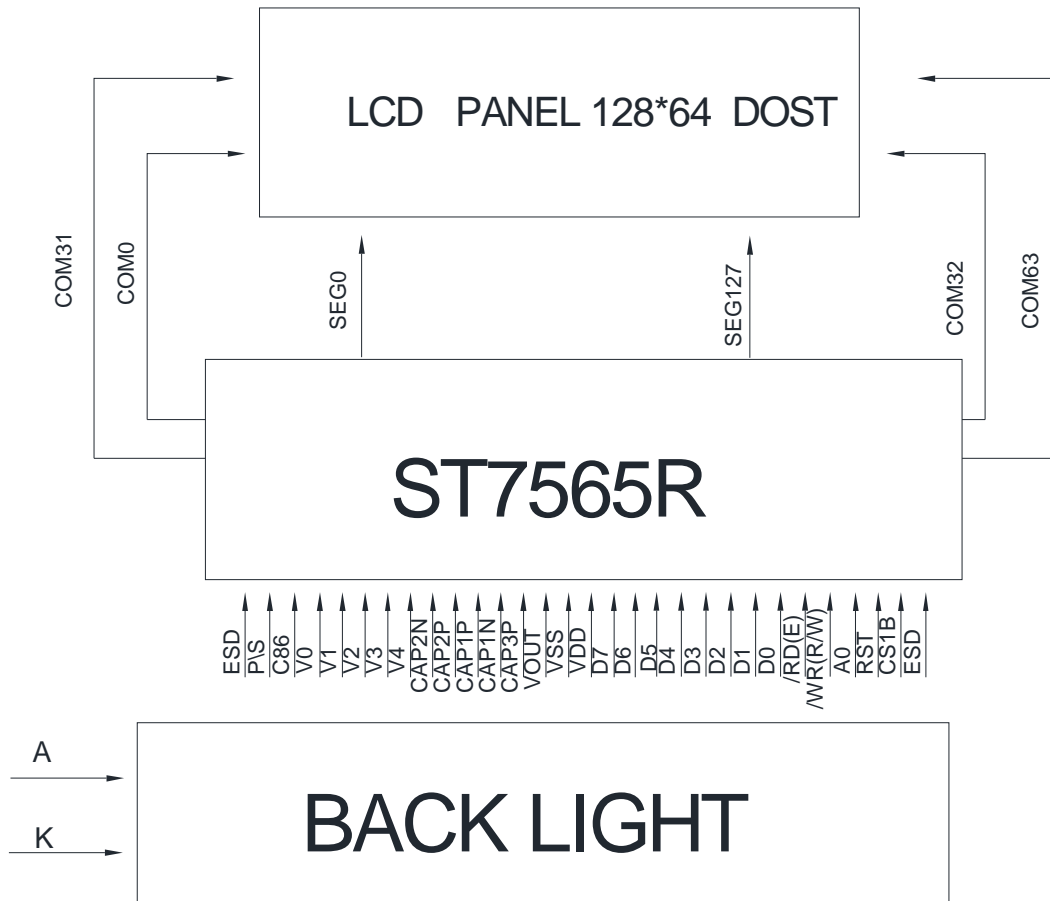 LCD PANEL 128*64 DOST
COM31
COM0
SEG0
SEG127
COM32
COM63
ST7565R
ESD
P\S
C86
V0
V1
V2
V3
V4
CAP2N
CAP2P
CAP1P
CAP1N
CAP3P
VOUT
VSS
VDD
D7
D6
D5
D4
D3
D2
D1
D0
/RD(E)
/WR(R/W)
A0
RST
CS1B
ESD
A
K
BACK LIGHT